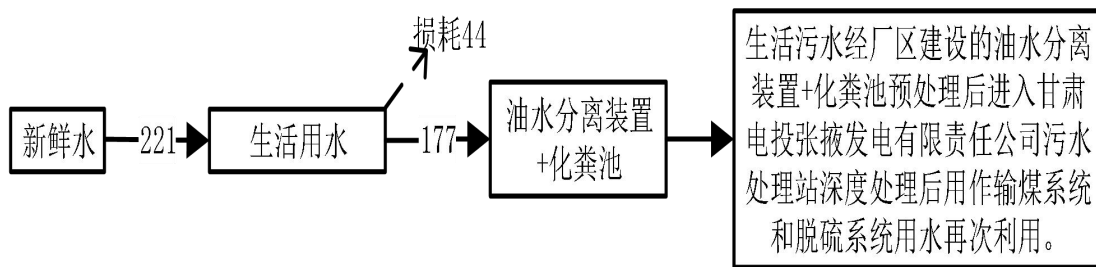 损耗44
新鲜水
221
生活用水
177
油水分离装置
+化粪池
生活污水经厂区建设的油水分离
装置+化粪池预处理后进入甘肃
电投张掖发电有限责任公司污水
处理站深度处理后用作输煤系统
和脱硫系统用水再次利用。